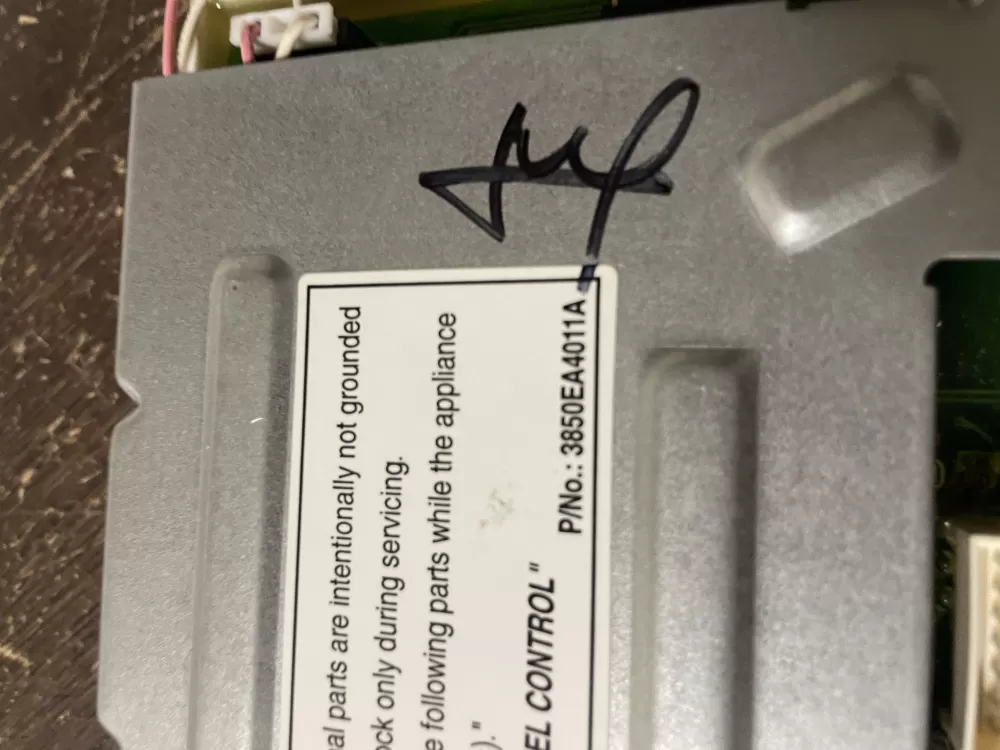 al parts are intentionally not grounded
ock only during servicing.
e following parts while the appliance
)."
EL CONTROL"
P/No.: 3850EA4011A